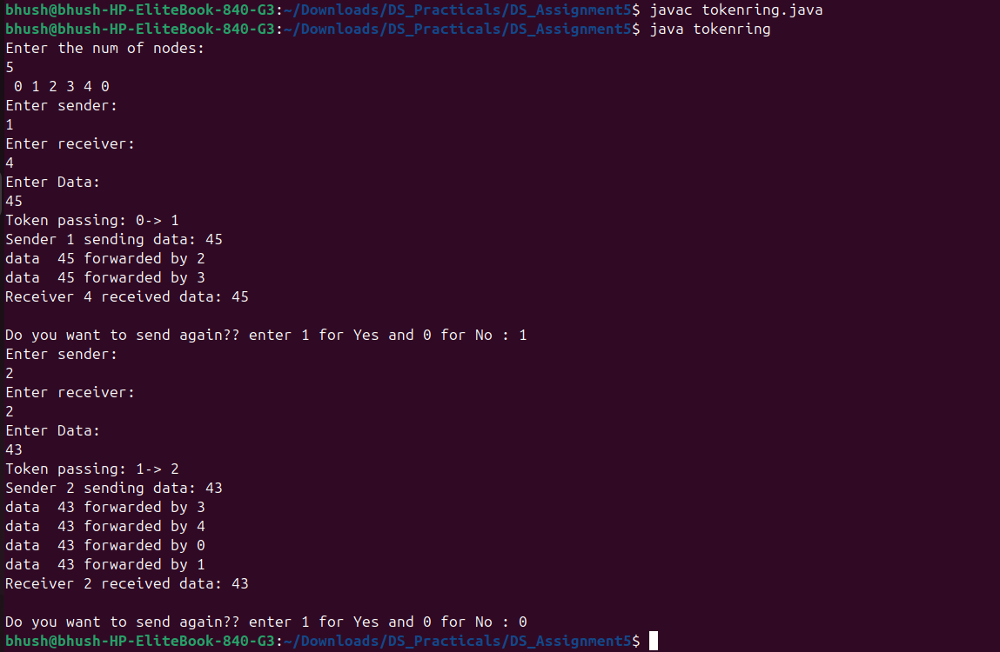 bhush@bhush-HP-EliteBook-840-G3:~/Downloads/DS_Practicals/DS_Assignment5$ javac tokenring.java
bhush@bhush-HP-EliteBook-840-G3:~/Downloads/DS_Practicals/DS_Assignment5$ java tokenring
Enter the num of nodes:
5
 0 1 2 3 4 0
Enter sender:
1
Enter receiver:
4
Enter Data:
45
Token passing: 0-> 1
Sender 1 sending data: 45
data  45 forwarded by 2
data  45 forwarded by 3
Receiver 4 received data: 45

Do you want to send again?? enter 1 for Yes and 0 for No : 1
Enter sender:
2
Enter receiver:
2
Enter Data:
43
Token passing: 1-> 2
Sender 2 sending data: 43
data  43 forwarded by 3
data  43 forwarded by 4
data  43 forwarded by 0
data  43 forwarded by 1
Receiver 2 received data: 43

Do you want to send again?? enter 1 for Yes and 0 for No : 0
bhush@bhush-HP-EliteBook-840-G3:~/Downloads/DS_Practicals/DS_Assignment5$